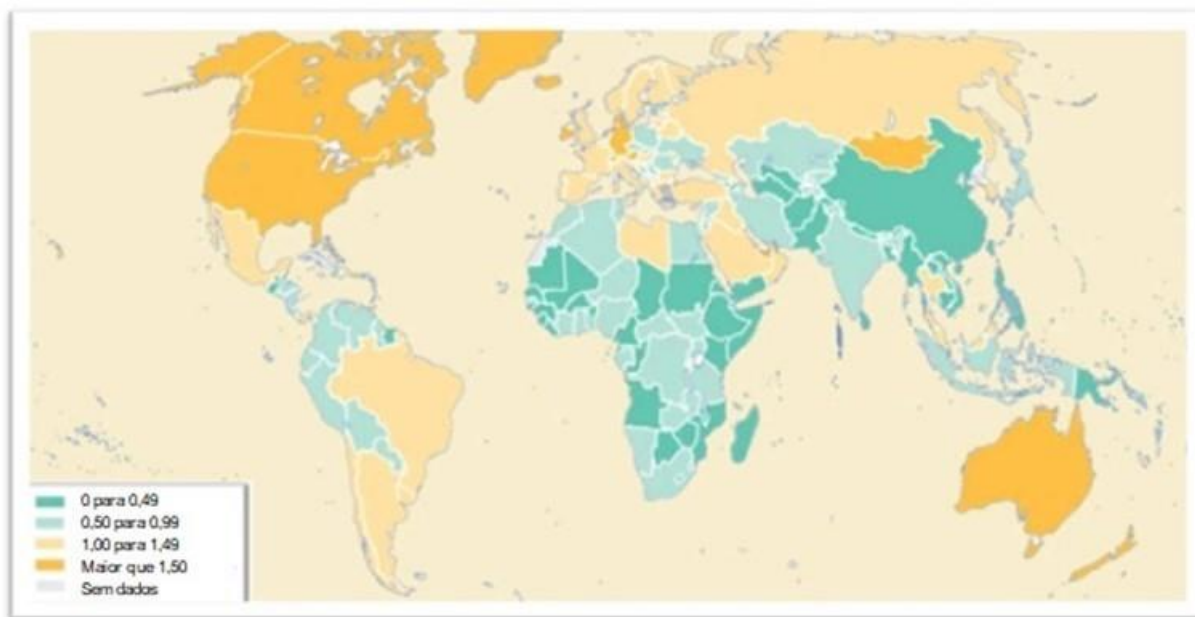 0 para 0,49
0,50 para 0,99
1,00 para 1,49
Maior que 1,50
Sem dados